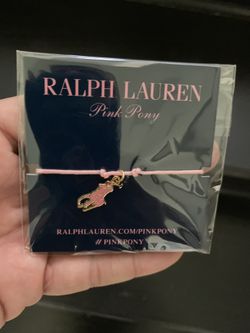 RALPH LAUREN
Pink Pony
RALPHLAUREN.COM/PINKPONY
# PINKPONY